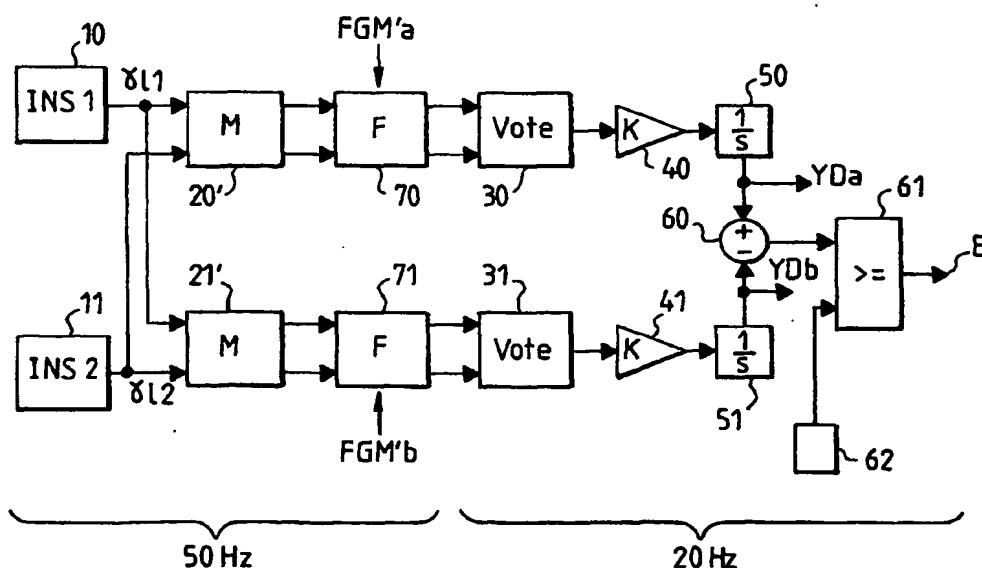 10
INS 1
γl1
M
20'
FGM'a
F
70
Vote
30
K
40
50
1/s
YDa
60
+
-
YDb
61
>=
E
11
INS 2
γl2
21'
M
71
F
FGM'b
31
Vote
41
K
1/s
51
62
50 Hz
20 Hz